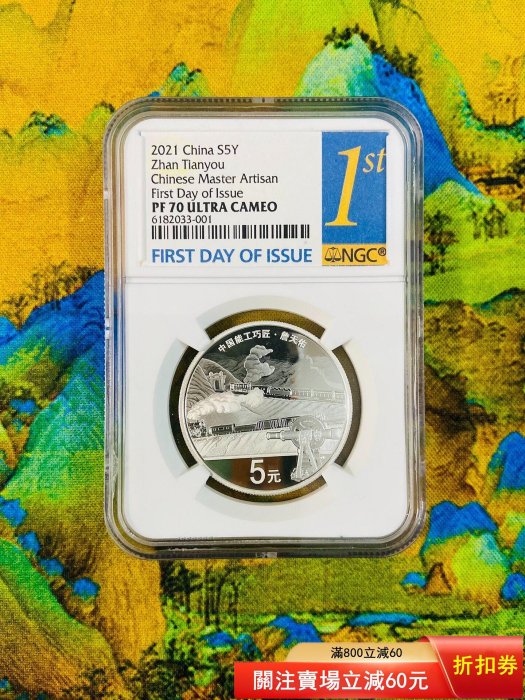 2021 China S5Y
Zhan Tianyou
Chinese Master Artisan
First Day of Issue
PF 70 ULTRA CAMEO
6182033-001
1st
FIRST DAY OF ISSUE
NGC®
中国能工巧匠·詹天佑
5元
滿800立減60
關注賣場立減60元
折扣券